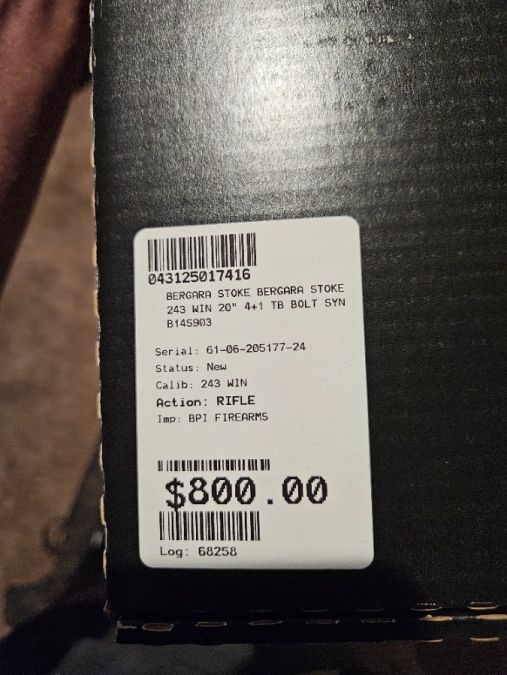 043125017416
BERGARA STOKE BERGARA STOKE
243 WIN 20" 4+1 TB BOLT SYN
B14S903
Serial: 61-06-205177-24
Status: New
Calib: 243 WIN
Action: RIFLE
Imp: BPI FIREARMS
$800.00
Log: 68258